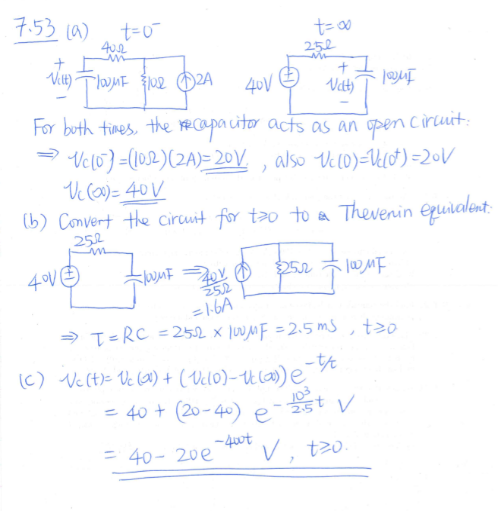 7.53 (a) t=0⁻ t=∞
40Ω 25Ω
+ Vc(t) − 100μF 10Ω 2A 40V + Vc(t) − 100μF
For both times, the capacitor acts as an open circuit.
⇒ Vc(0⁻)=(10Ω)(2A)=20V, also Vc(0)=Vc(0⁺)=20V
Vc(∞)=40V
(b) Convert the circuit for t≥0 to a Thevenin equivalent.
25Ω
40V 100μF ⇒ 40V/25Ω 25Ω 100μF
=1.6A
⇒ τ=RC=25Ω × 100μF=2.5ms, t≥0
(c) Vc(t)=Vc(∞)+(Vc(0)−Vc(∞))e^(−t/τ)
= 40+(20−40) e^(−(10³/2.5)t) V
= 40−20e^(−400t) V, t≥0.